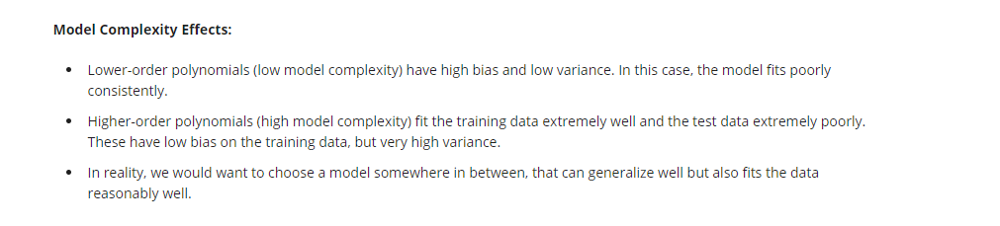 Model Complexity Effects:
• Lower-order polynomials (low model complexity) have high bias and low variance. In this case, the model fits poorly
consistently.
• Higher-order polynomials (high model complexity) fit the training data extremely well and the test data extremely poorly.
These have low bias on the training data, but very high variance.
• In reality, we would want to choose a model somewhere in between, that can generalize well but also fits the data
reasonably well.